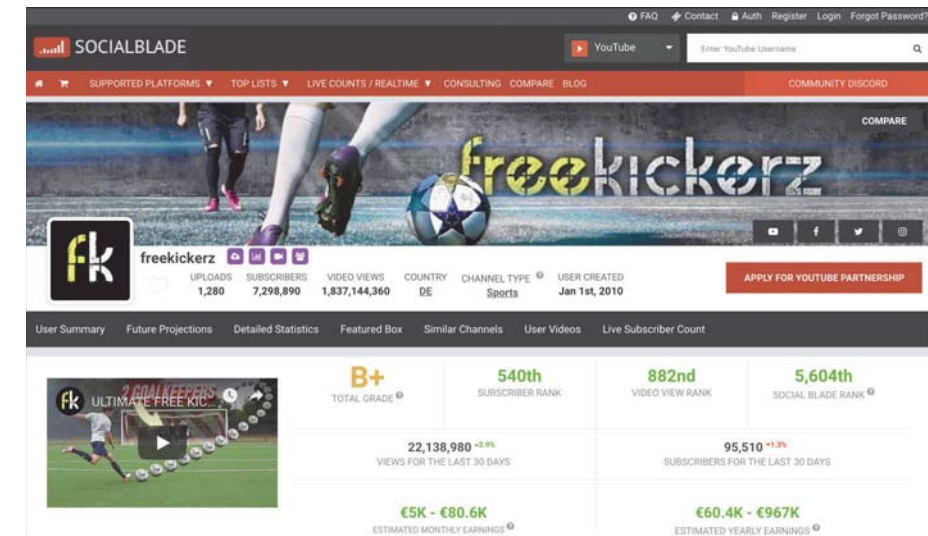 FAQ Contact Auth Register Login Forgot Password?
SOCIALBLADE YouTube Enter YouTube Username
SUPPORTED PLATFORMS TOP LISTS LIVE COUNTS / REALTIME CONSULTING COMPARE BLOG COMMUNITY DISCORD
COMPARE
freekickerz
fk
freekickerz
UPLOADS SUBSCRIBERS VIDEO VIEWS COUNTRY CHANNEL TYPE USER CREATED
1,280 7,298,890 1,837,144,360 DE Sports Jan 1st, 2010
APPLY FOR YOUTUBE PARTNERSHIP
User Summary Future Projections Detailed Statistics Featured Box Similar Channels User Videos Live Subscriber Count
2 GOALKEEPERS
fk ULTIMATE FREE KIC...
B+ 540th 882nd 5,604th
TOTAL GRADE SUBSCRIBER RANK VIDEO VIEW RANK SOCIAL BLADE RANK
22,138,980 +3.9% 95,510 -1.3%
VIEWS FOR THE LAST 30 DAYS SUBSCRIBERS FOR THE LAST 30 DAYS
€5K - €80.6K €60.4K - €967K
ESTIMATED MONTHLY EARNINGS ESTIMATED YEARLY EARNINGS